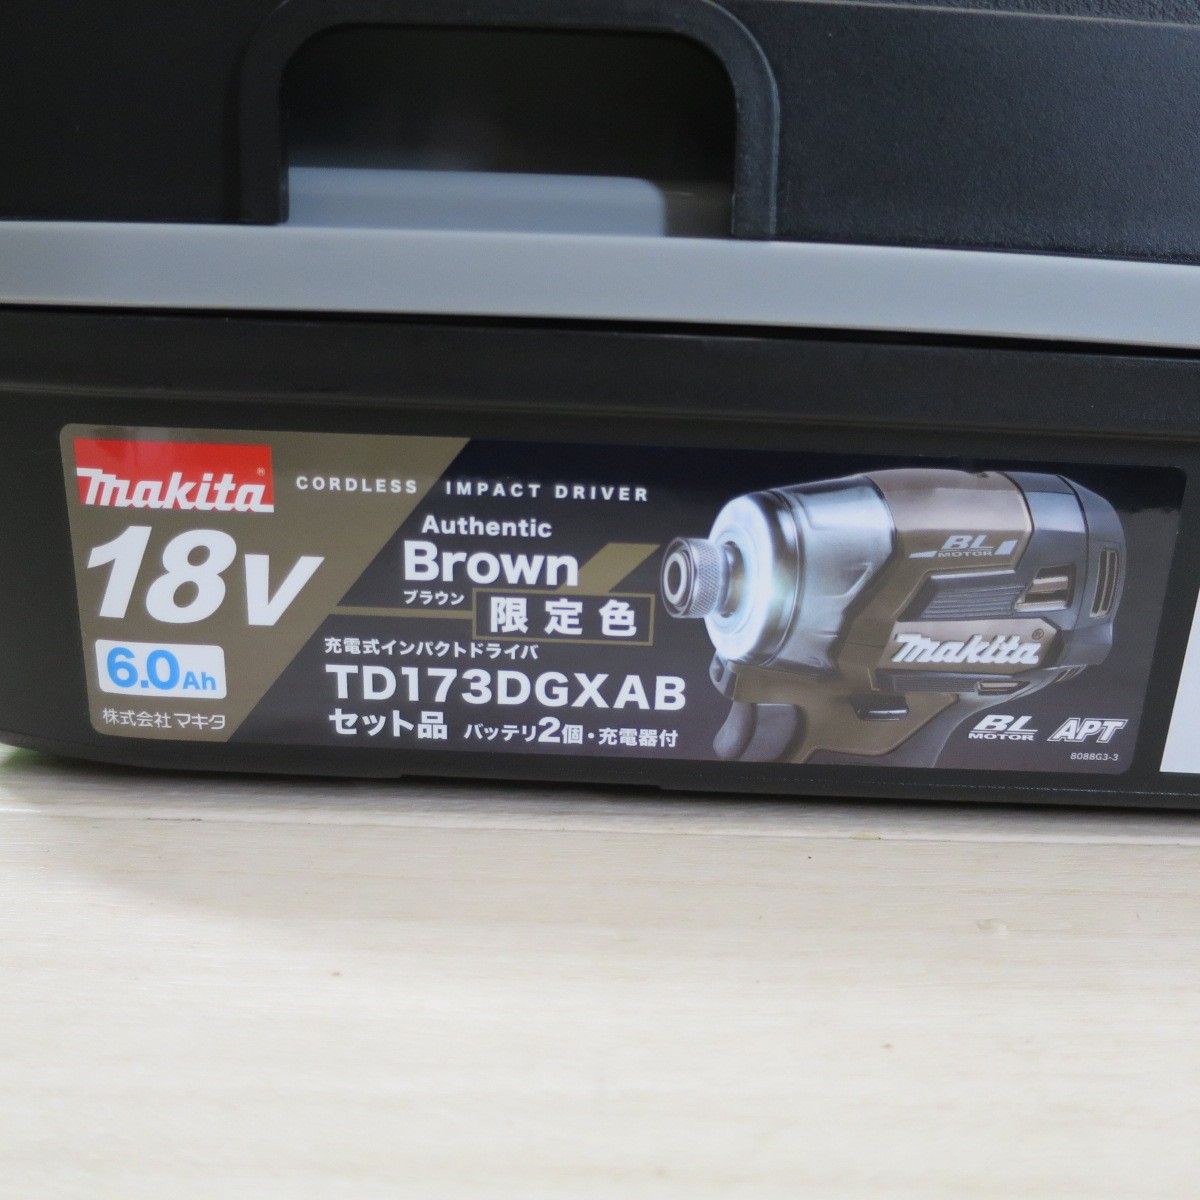 makita®
CORDLESS IMPACT DRIVER
18V
Authentic
Brown
ブラウン
限定色
6.0Ah
充電式インパクトドライバ
TD173DGXAB
セット品 バッテリ2個・充電器付
株式会社マキタ
BL
MOTOR
makita®
BL
MOTOR
APT
8088G3-3